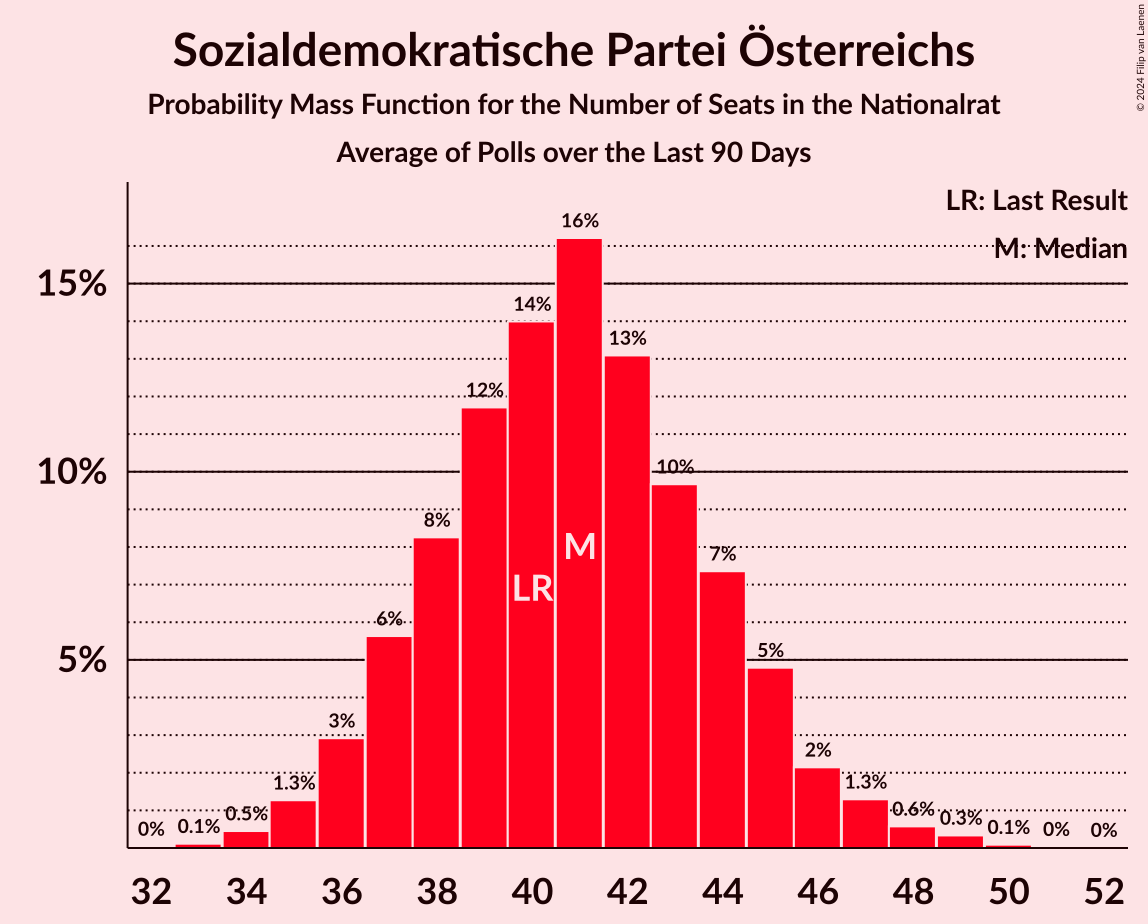 Sozialdemokratische Partei Österreichs
Probability Mass Function for the Number of Seats in the Nationalrat
Average of Polls over the Last 90 Days
© 2024 Filip van Laenen
LR: Last Result
M: Median
16%
15%
14%
13%
12%
10%
10%
8%
M
7%
LR
6%
5%
5%
3%
2%
1.3%
1.3%
0.5%
0.6%
0.3%
0%
0.1%
0.1%
0%
0%
32 34 36 38 40 42 44 46 48 50 52